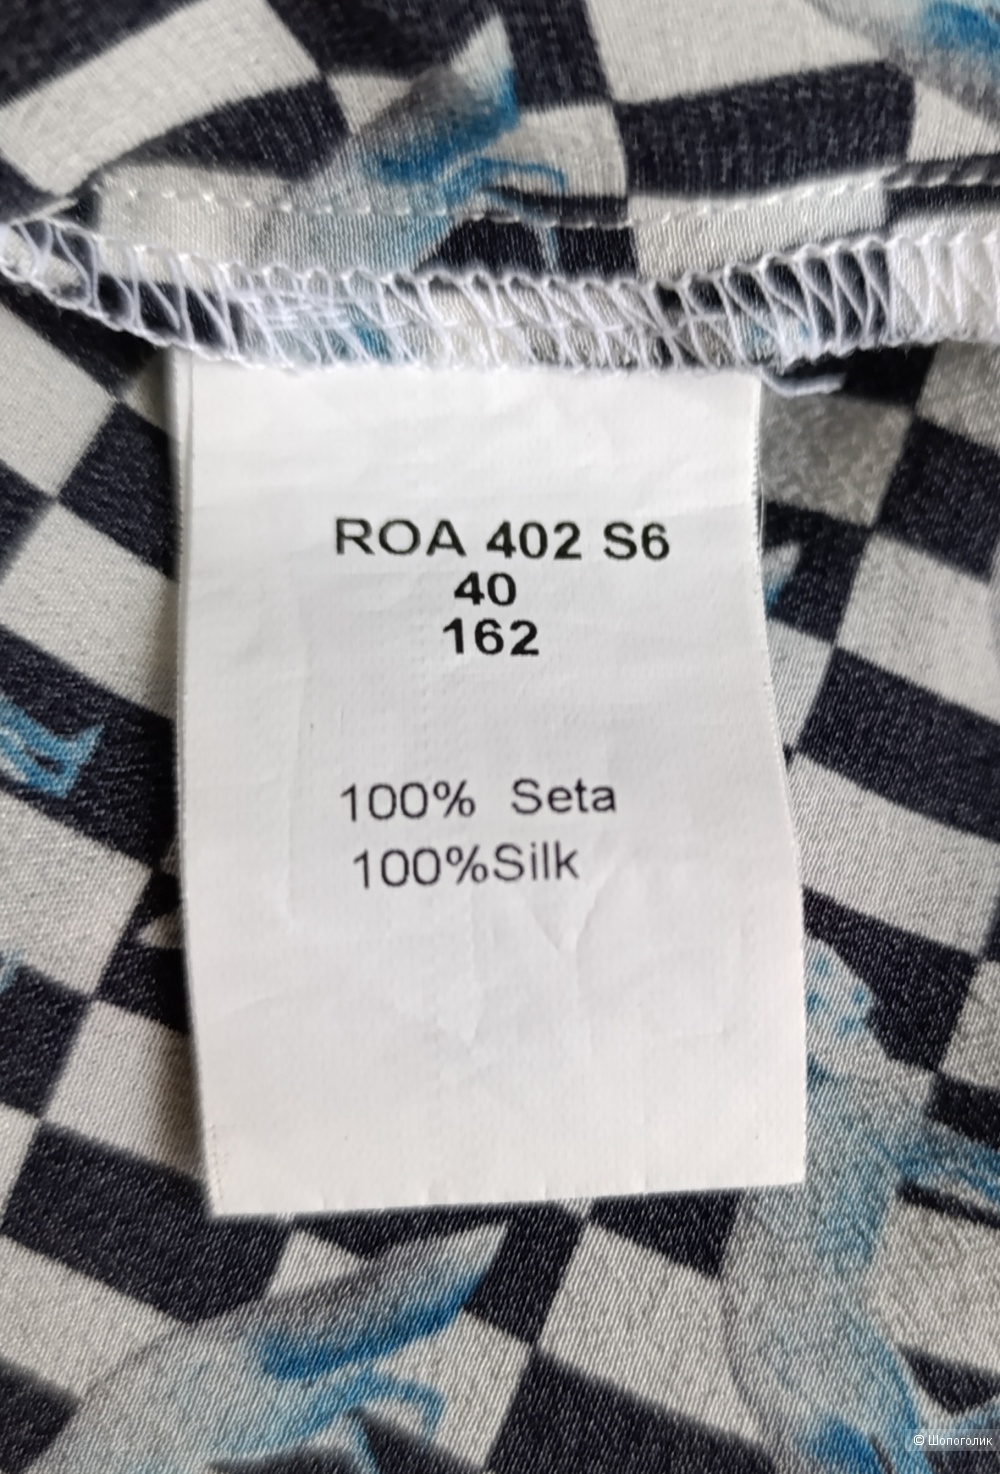 ROA 402 S6
40
162
100% Seta
100%Silk
© Шопоголик